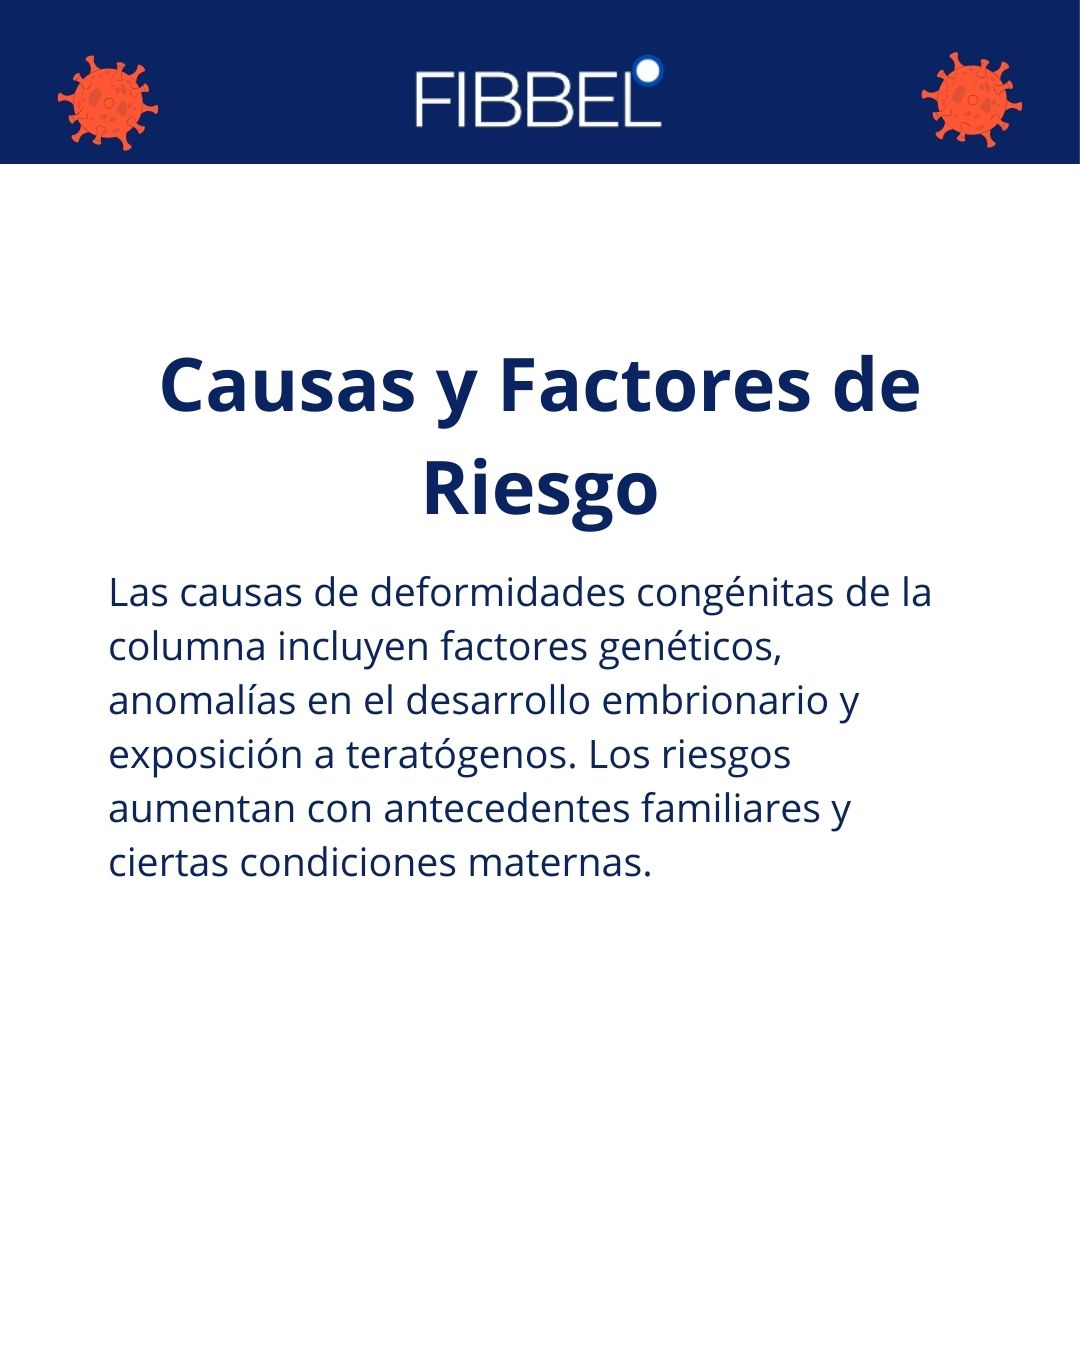 FIBBEL
Causas y Factores de
Riesgo
Las causas de deformidades congénitas de la
columna incluyen factores genéticos,
anomalías en el desarrollo embrionario y
exposición a teratógenos. Los riesgos
aumentan con antecedentes familiares y
ciertas condiciones maternas.